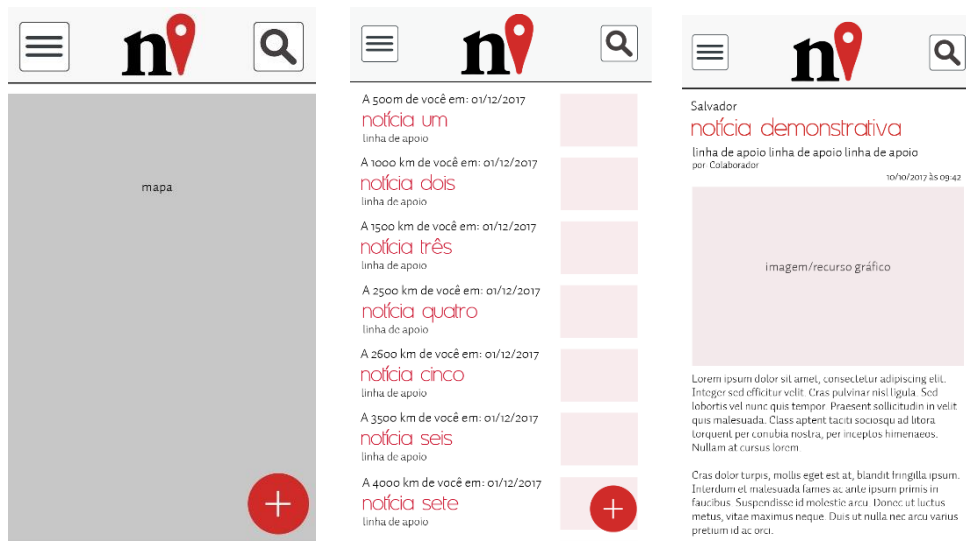 n
mapa
+
n
A 500m de você em: 01/12/2017
notícia um
linha de apoio
A 1000 km de você em: 01/12/2017
notícia dois
linha de apoio
A 1500 km de você em: 01/12/2017
notícia três
linha de apoio
A 2500 km de você em: 01/12/2017
notícia quatro
linha de apoio
A 2600 km de você em: 01/12/2017
notícia cinco
linha de apoio
A 3500 km de você em: 01/12/2017
notícia seis
linha de apoio
A 4000 km de você em: 01/12/2017
notícia sete
linha de apoio
+
n
Salvador
notícia demonstrativa
linha de apoio linha de apoio linha de apoio
por Colaborador
10/10/2017 às 09:42
imagem/recurso gráfico
Lorem ipsum dolor sit amet, consectetur adipiscing elit.
Integer sed efficitur velit. Cras pulvinar nisl ligula. Sed
lobortis vel nunc quis tempor. Praesent sollicitudin in velit
quis malesuada. Class aptent taciti sociosqu ad litora
torquent per conubia nostra, per inceptos himenaeos.
Nullam at cursus lorem.
Cras dolor turpis, mollis eget est at, blandit fringilla ipsum.
Interdum et malesuada fames ac ante ipsum primis in
faucibus. Suspendisse id molestie arcu. Donec ut luctus
metus, vitae maximus neque. Duis ut nulla nec arcu varius
pretium id ac orci.